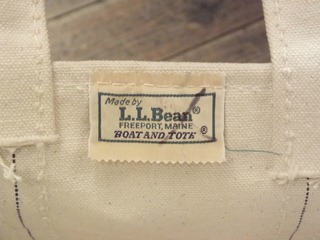 Made by
L.L.Bean®
FREEPORT, MAINE
BOAT AND TOTE®